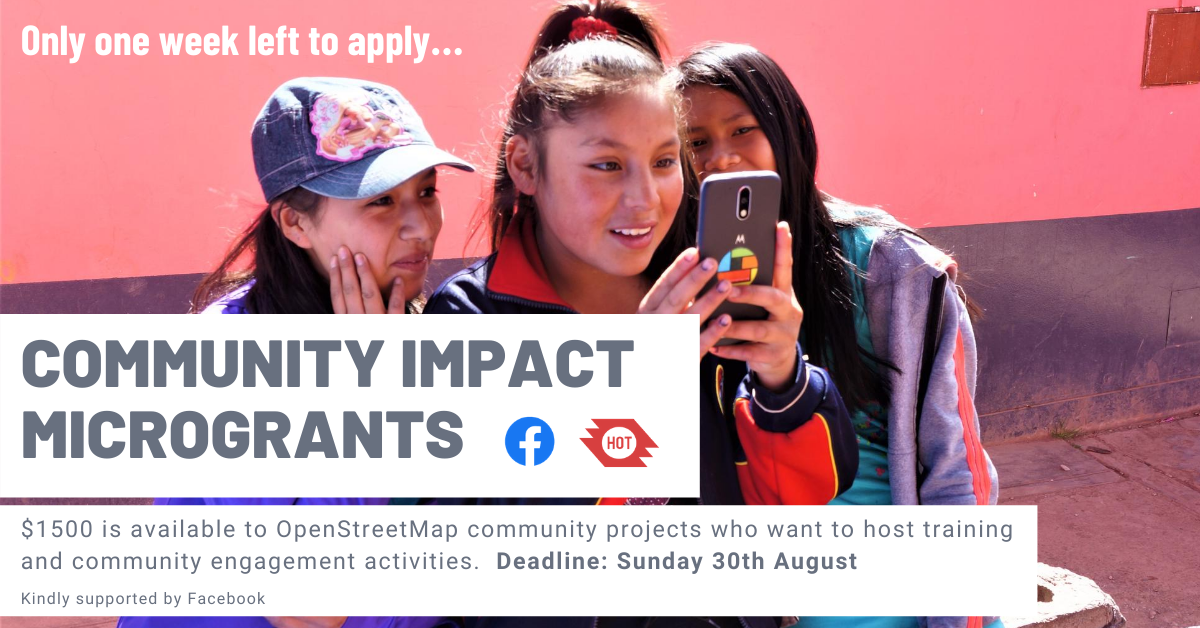 Only one week left to apply...
COMMUNITY IMPACT
MICROGRANTS
HOT
$1500 is available to OpenStreetMap community projects who want to host training
and community engagement activities. Deadline: Sunday 30th August
Kindly supported by Facebook